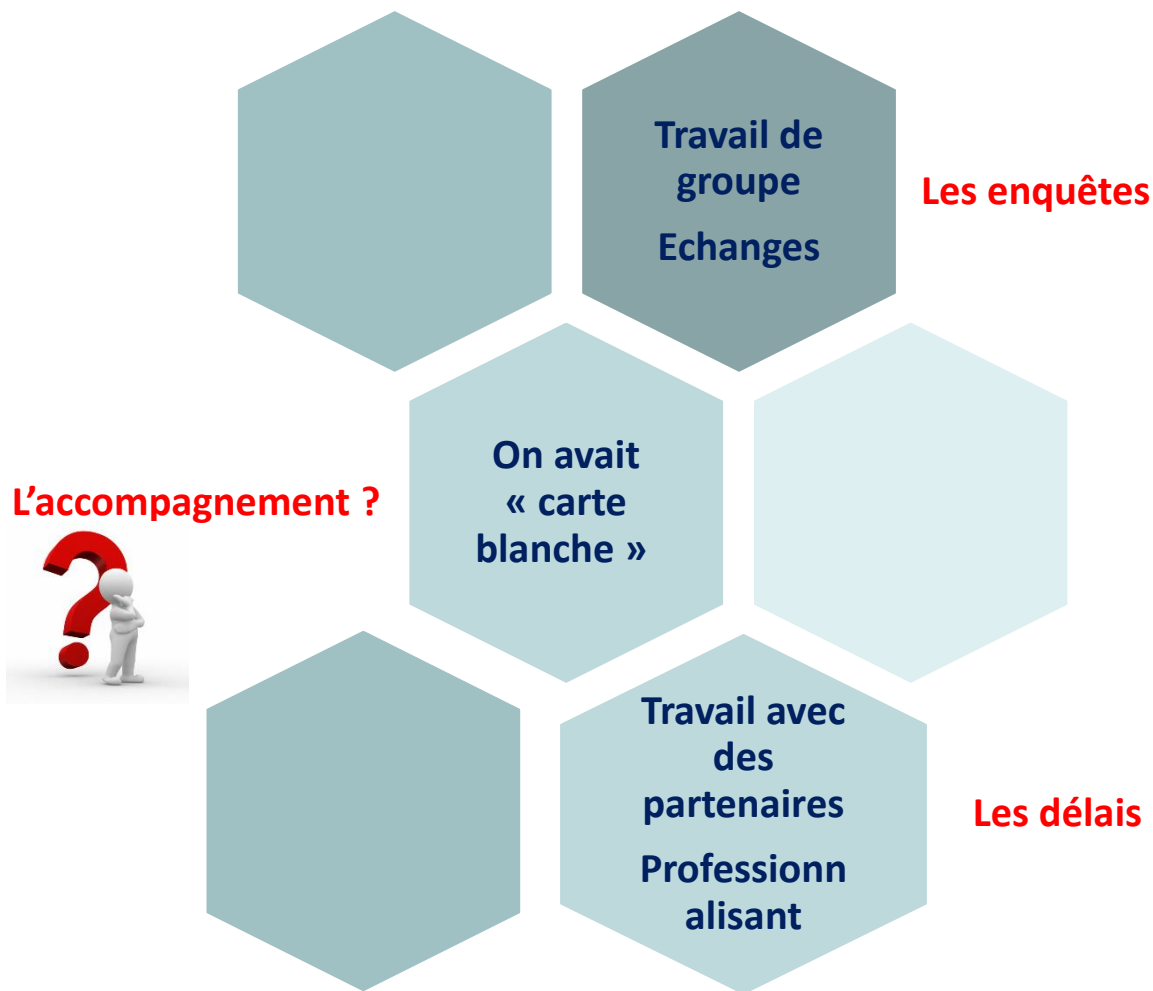 Travail de
groupe
Echanges
Les enquêtes
On avait
« carte
blanche »
L’accompagnement ?
Travail avec
des
partenaires
Professionn
alisant
Les délais